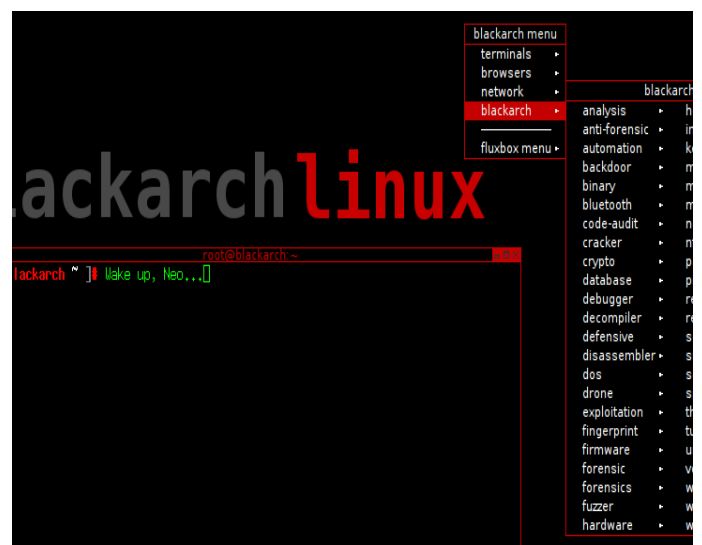 blackarch menu
terminals
browsers
network
blackarch
fluxbox menu
blackarch
analysis
anti-forensic
automation
backdoor
binary
bluetooth
code-audit
cracker
crypto
database
debugger
decompiler
defensive
disassembler
dos
drone
exploitation
fingerprint
firmware
forensic
forensics
fuzzer
hardware
lackarch linux
root@blackarch:~
lackarch ~ ]# Wake up, Neo...